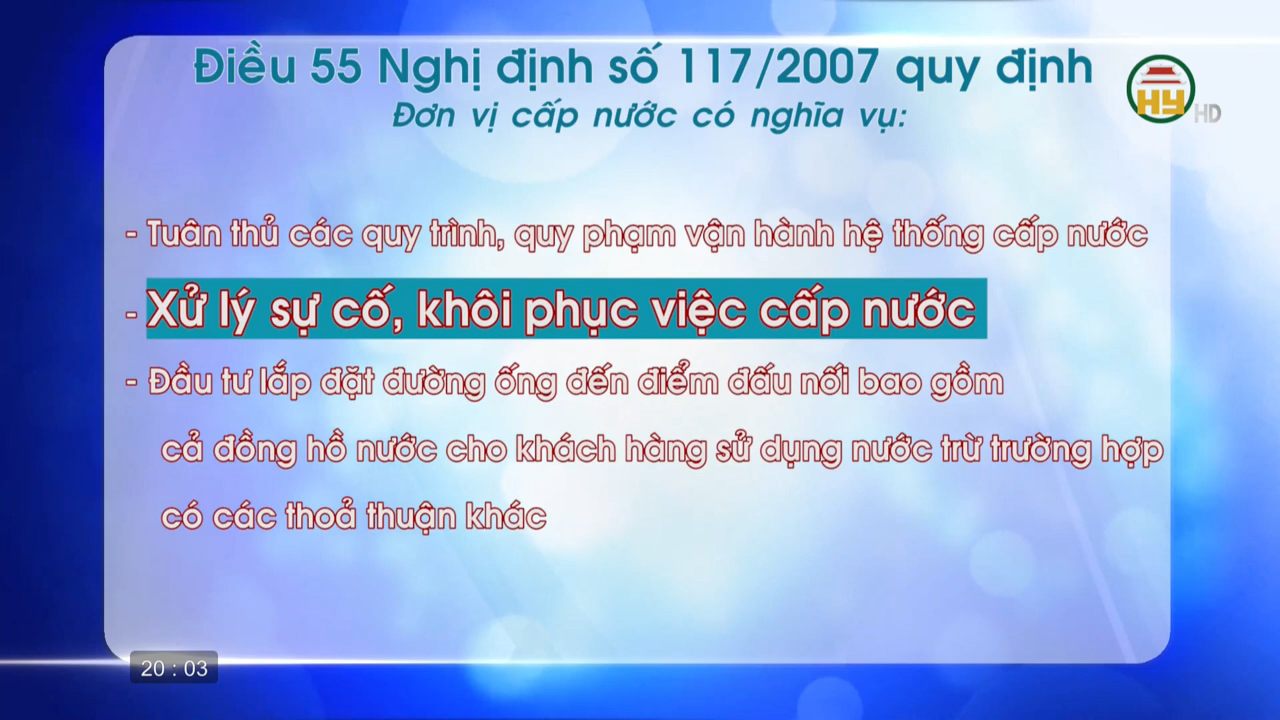 Điều 55 Nghị định số 117/2007 quy định
Đơn vị cấp nước có nghĩa vụ:
HY HD
- Tuân thủ các quy trình, quy phạm vận hành hệ thống cấp nước
- Xử lý sự cố, khôi phục việc cấp nước
- Đầu tư lắp đặt đường ống đến điểm đấu nối bao gồm
cả đồng hồ nước cho khách hàng sử dụng nước trừ trường hợp
có các thoả thuận khác
20 : 03